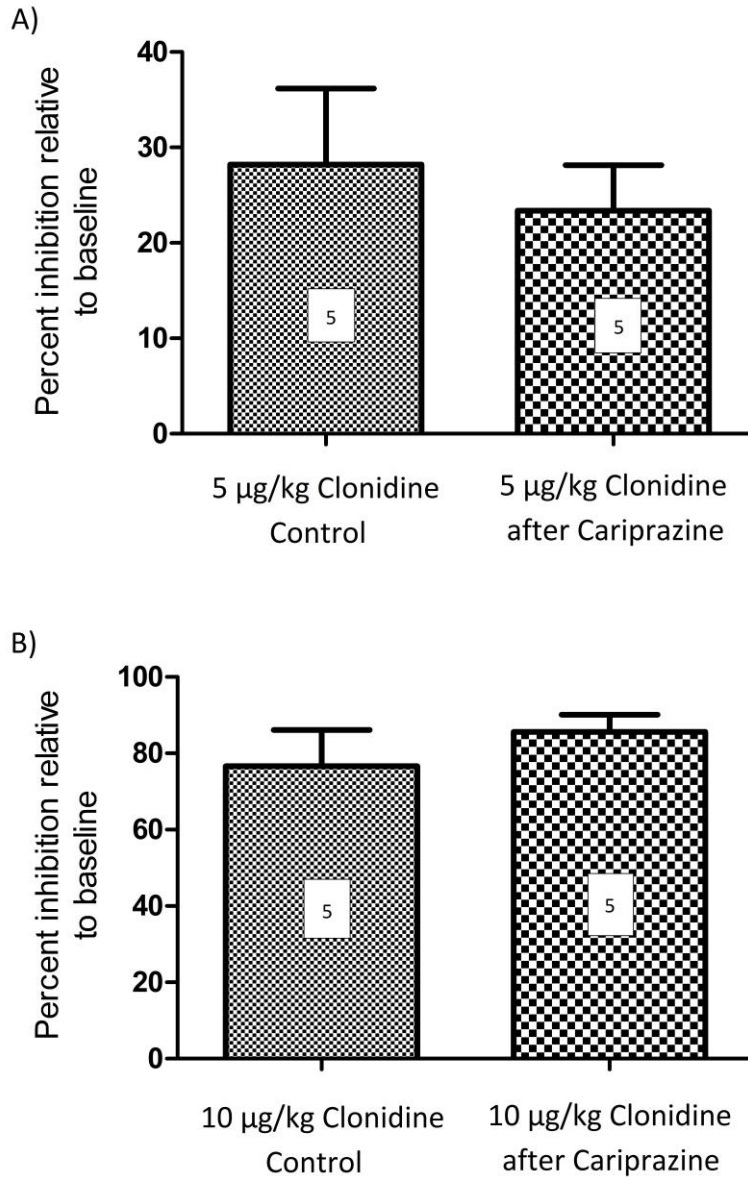 A)
Percent inhibition relative
to baseline
40
30
20
10
0
5
5
5 µg/kg Clonidine
Control
5 µg/kg Clonidine
after Cariprazine
B)
Percent inhibition relative
to baseline
100
80
60
40
20
0
5
5
10 µg/kg Clonidine
Control
10 µg/kg Clonidine
after Cariprazine